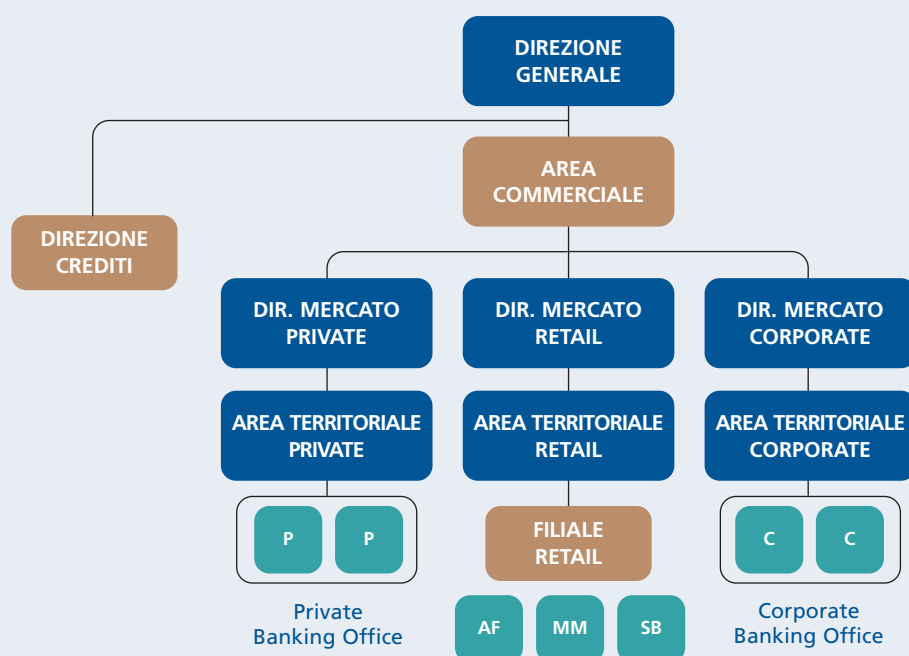 DIREZIONE
GENERALE
AREA
COMMERCIALE
DIREZIONE
CREDITI
DIR. MERCATO
PRIVATE
DIR. MERCATO
RETAIL
DIR. MERCATO
CORPORATE
AREA TERRITORIALE
PRIVATE
AREA TERRITORIALE
RETAIL
AREA TERRITORIALE
CORPORATE
P
P
FILIALE
RETAIL
C
C
Private
Banking Office
AF
MM
SB
Corporate
Banking Office